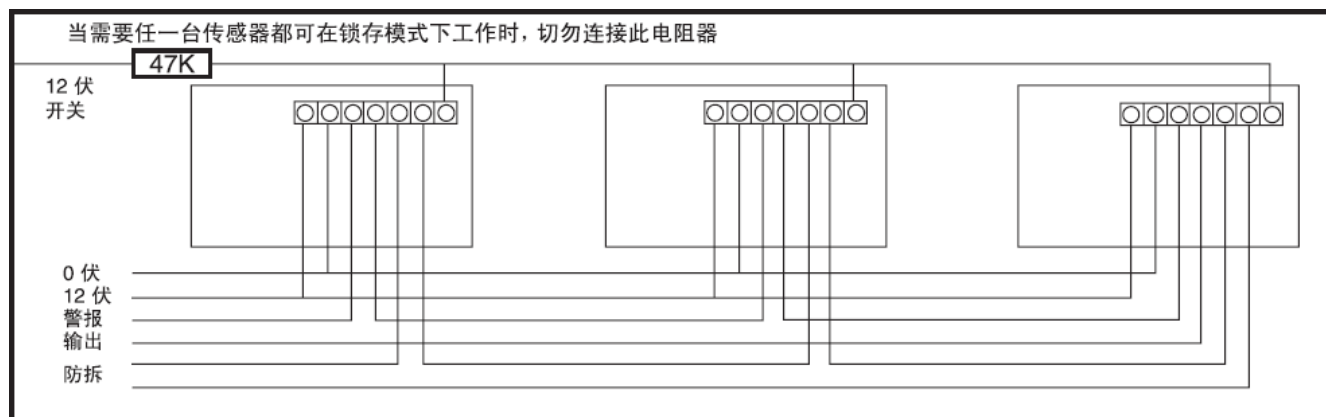 当需要任一台传感器都可在锁存模式下工作时，切勿连接此电阻器
47K
12 伏
开关
0 伏
12 伏
警报
输出
防拆